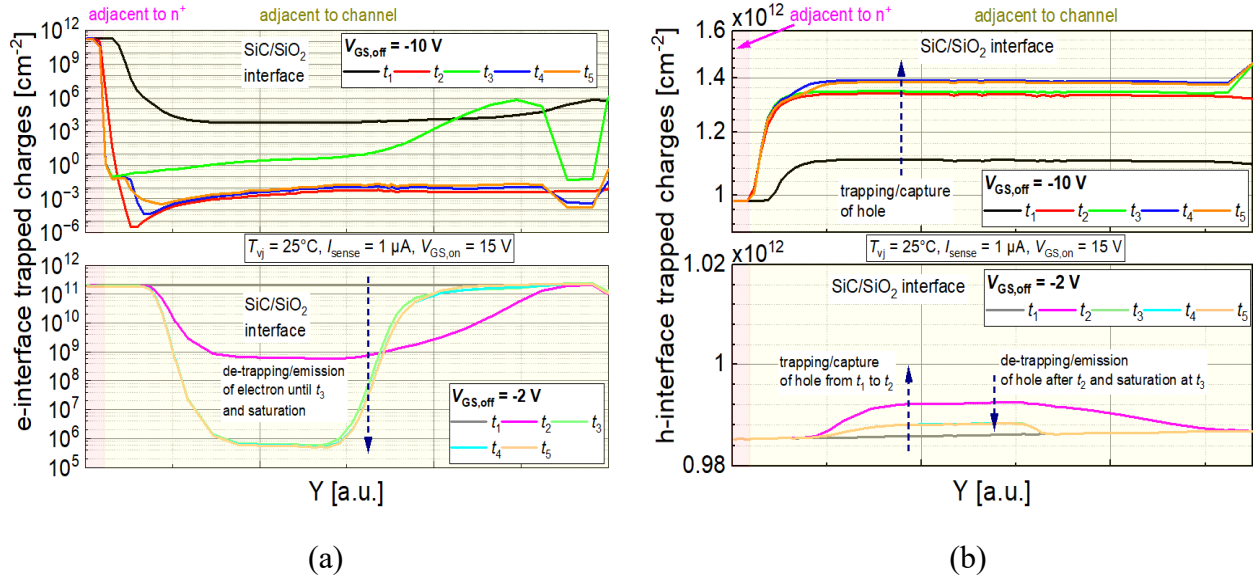 adjacent to n⁺
adjacent to channel
e-interface trapped charges [cm⁻²]
10¹²
10⁹
10⁶
10³
10⁰
10⁻³
10⁻⁶
SiC/SiO₂
interface
V_GS,off = -10 V
t₁ t₂ t₃ t₄ t₅
T_vj = 25°C, I_sense = 1 µA, V_GS,on = 15 V
10¹²
10¹¹
10¹⁰
10⁹
10⁸
10⁷
10⁶
10⁵
SiC/SiO₂
interface
de-trapping/emission
of electron until t₃
and saturation
V_GS,off = -2 V
t₁ t₂ t₃
t₄ t₅
Y [a.u.]
(a)
adjacent to n⁺
adjacent to channel
h-interface trapped charges [cm⁻²]
×10¹²
1.6
1.4
1.2
1
SiC/SiO₂ interface
trapping/capture
of hole
V_GS,off = -10 V
t₁ t₂ t₃ t₄ t₅
×10¹²
T_vj = 25°C, I_sense = 1 µA, V_GS,on = 15 V
1.02
1
0.98
SiC/SiO₂ interface
V_GS,off = -2 V
t₁ t₂ t₃
t₄ t₅
trapping/capture
of hole from t₁ to t₂
de-trapping/emission
of hole after t₂ and saturation at t₃
Y [a.u.]
(b)